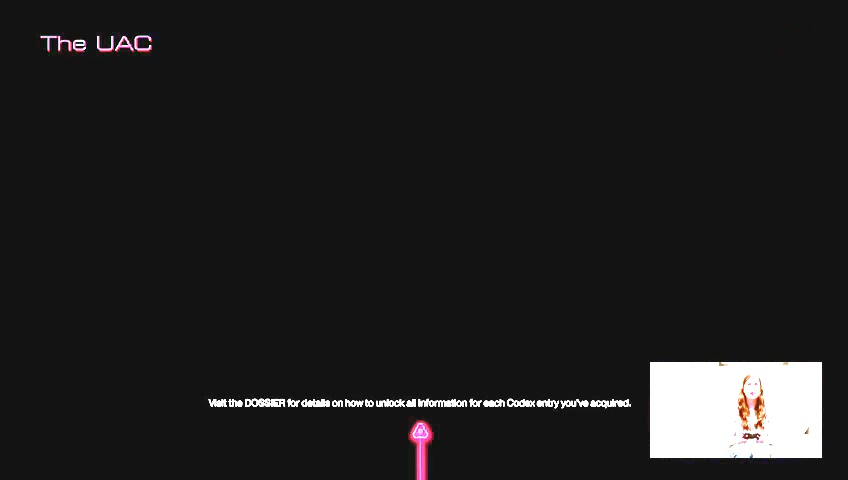 The UAC
Visit the DOSSIER for details on how to unlock all information for each Codex entry you've acquired.